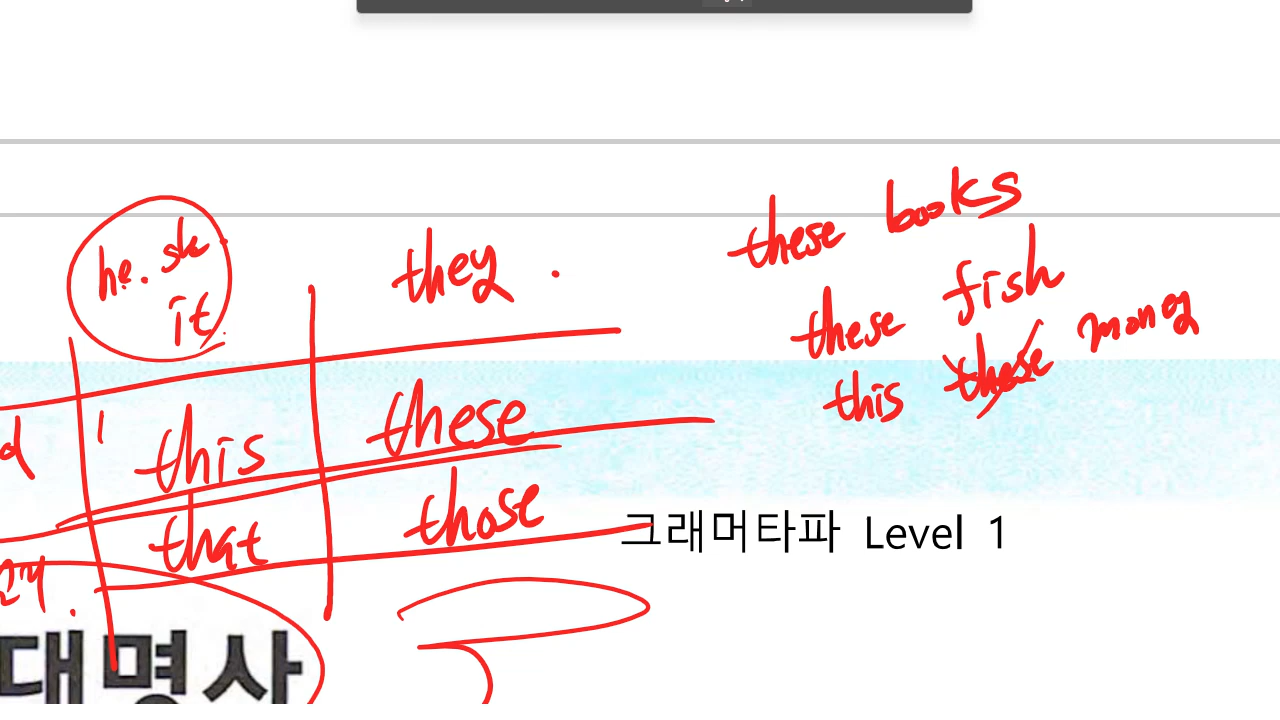 these books
he. she
it.
they.
these fish
this these money
this
these
that
those
그래머타파 Level 1
대명사